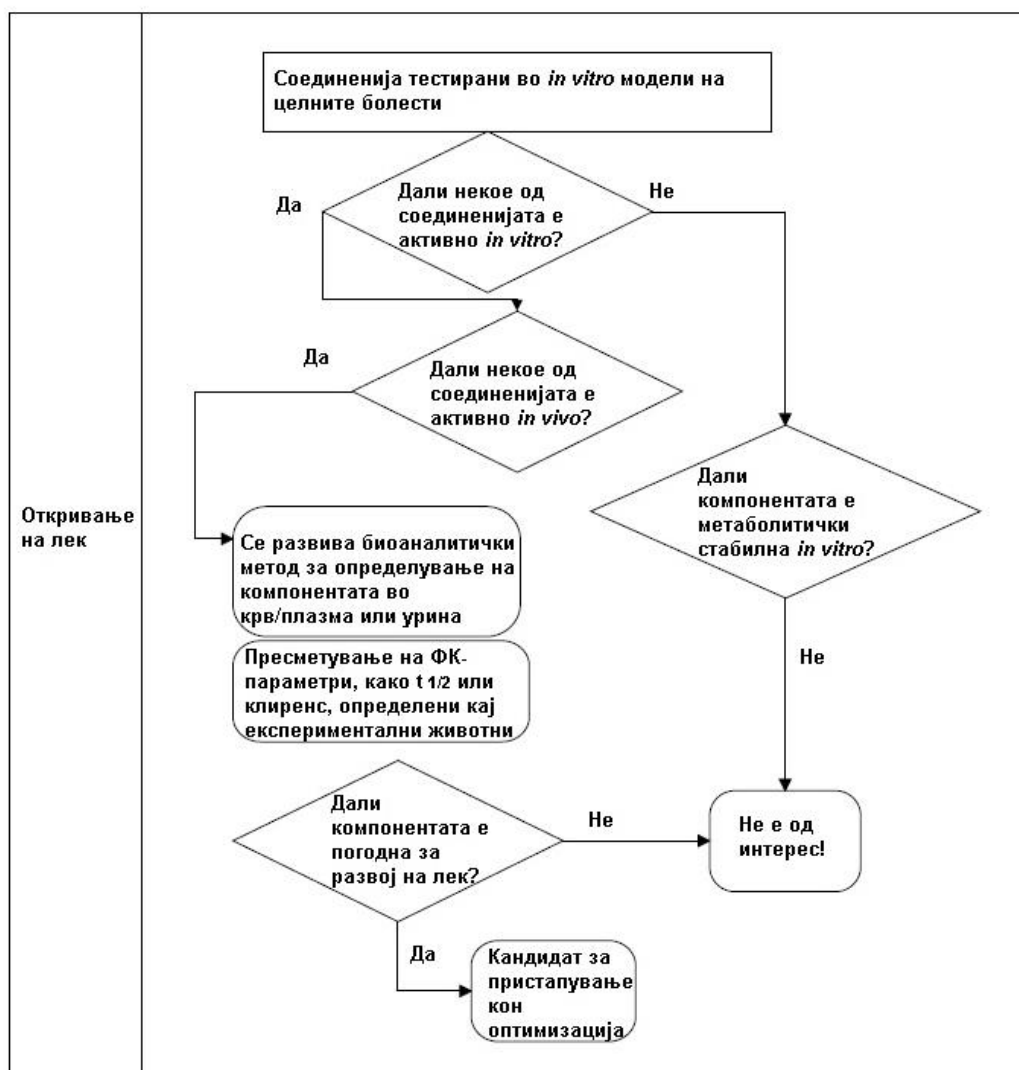 Соединенија тестирани во in vitro модели на
целните болести
Дали некое од
соединенијата е
активно in vitro?
Да
Не
Дали некое од
соединенијата е
активно in vivo?
Да
Дали
компонентата е
метаболитички
стабилна in vitro?
Откривање
на лек
Се развива биоаналитички
метод за определување на
компонентата во
крв/плазма или урина
Пресметување на ФК-
параметри, како t 1/2 или
клиренс, определени кај
експериментални животни
Не
Дали
компонентата е
погодна за
развој на лек?
Не
Не е од
интерес!
Да
Кандидат за
пристапување
кон
оптимизација